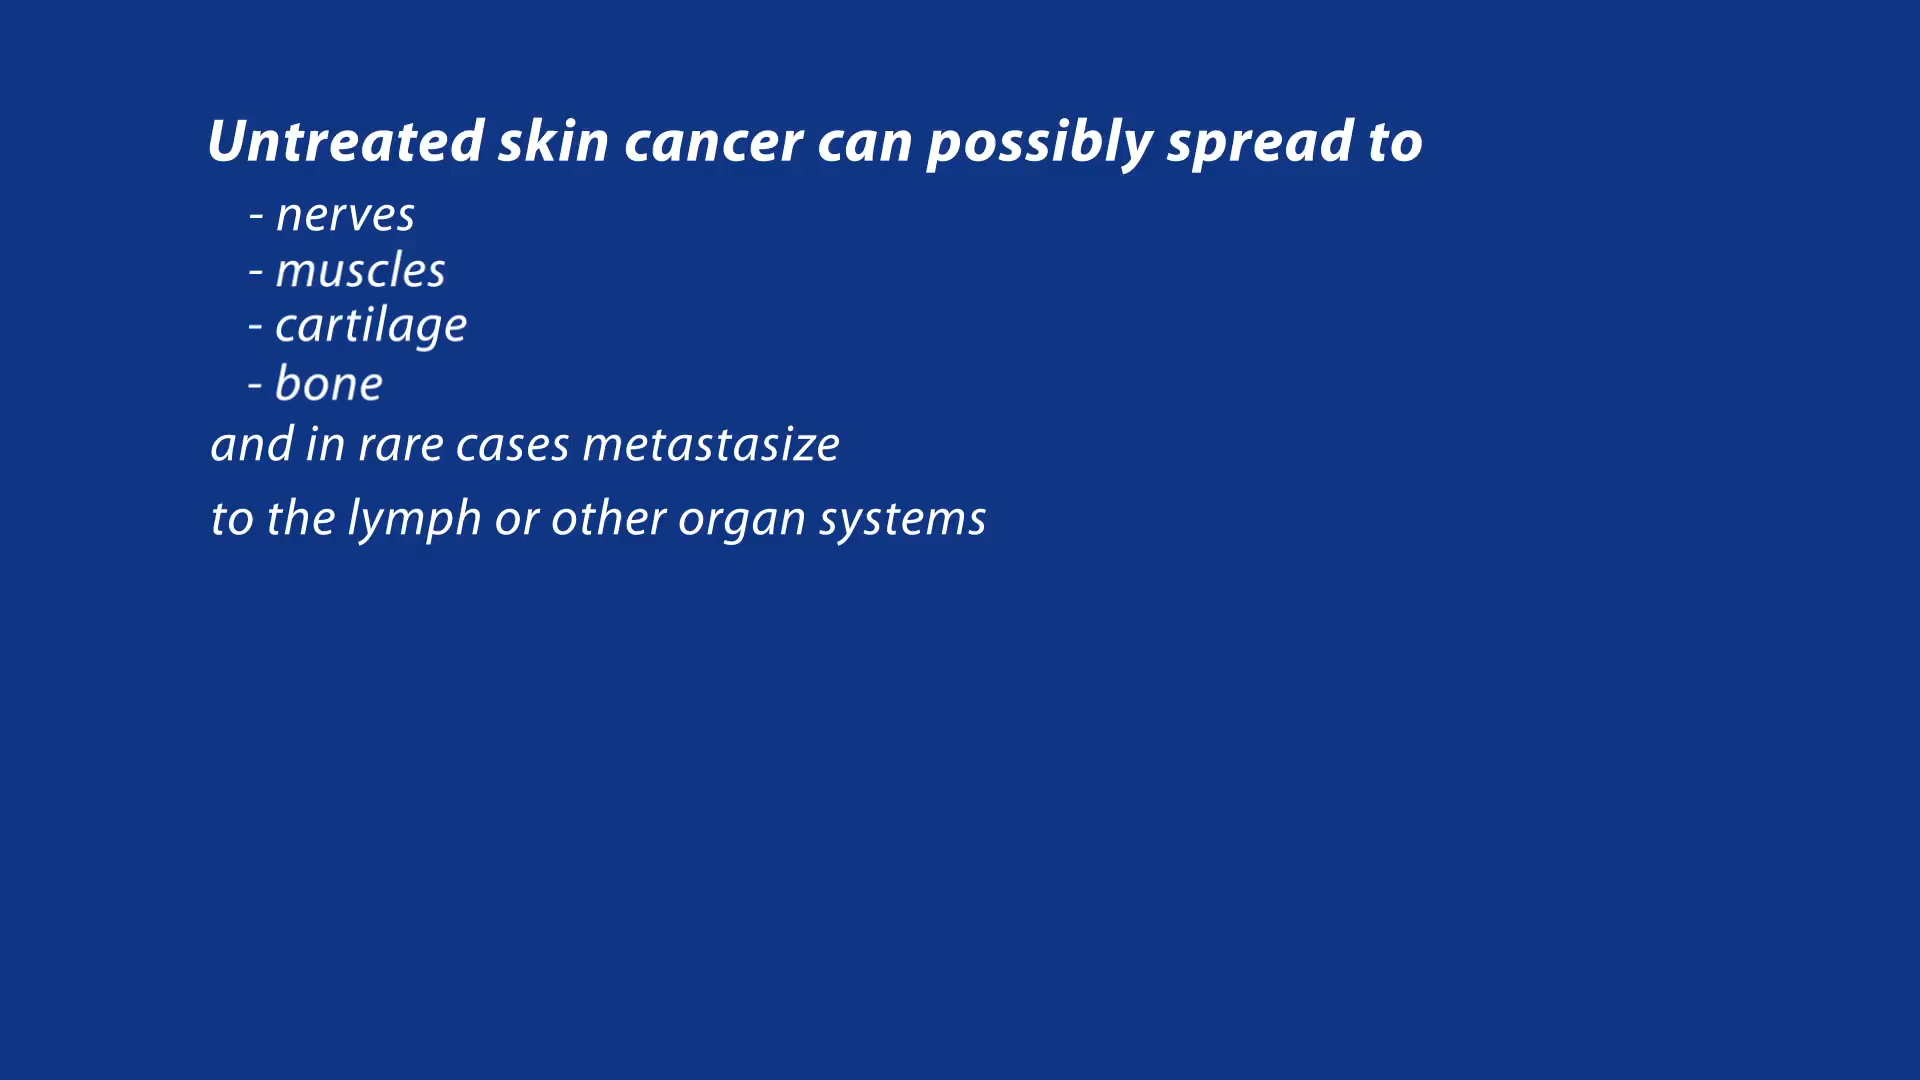 Untreated skin cancer can possibly spread to
- nerves
- muscles
- cartilage
- bone
and in rare cases metastasize
to the lymph or other organ systems